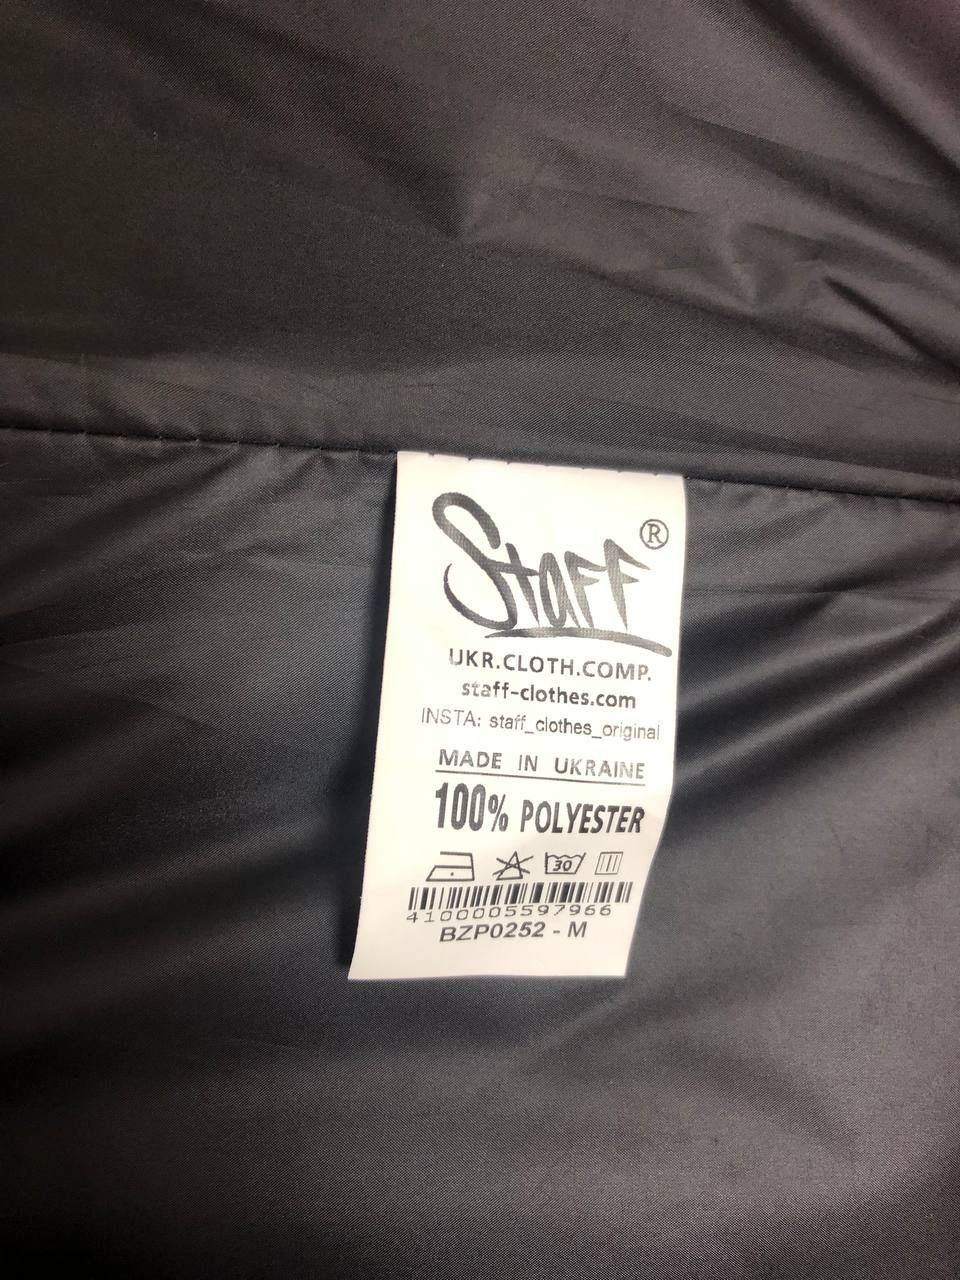 Staff®
UKR.CLOTH.COMP.
staff-clothes.com
INSTA: staff_clothes_original
MADE IN UKRAINE
100% POLYESTER
30
4100005597966
BZP0252 - M